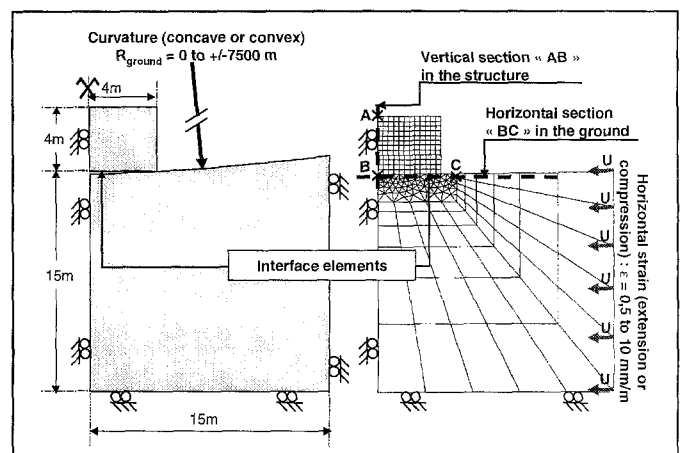 Curvature (concave or convex)
R ground = 0 to +/-7500 m
4m
4m
15m
15m
Interface elements
Vertical section « AB »
in the structure
Horizontal section
« BC » in the ground
A
B
C
U
U
U
U
U
U
Horizontal strain (extension or
compression) : ε = 0,5 to 10 mm/m